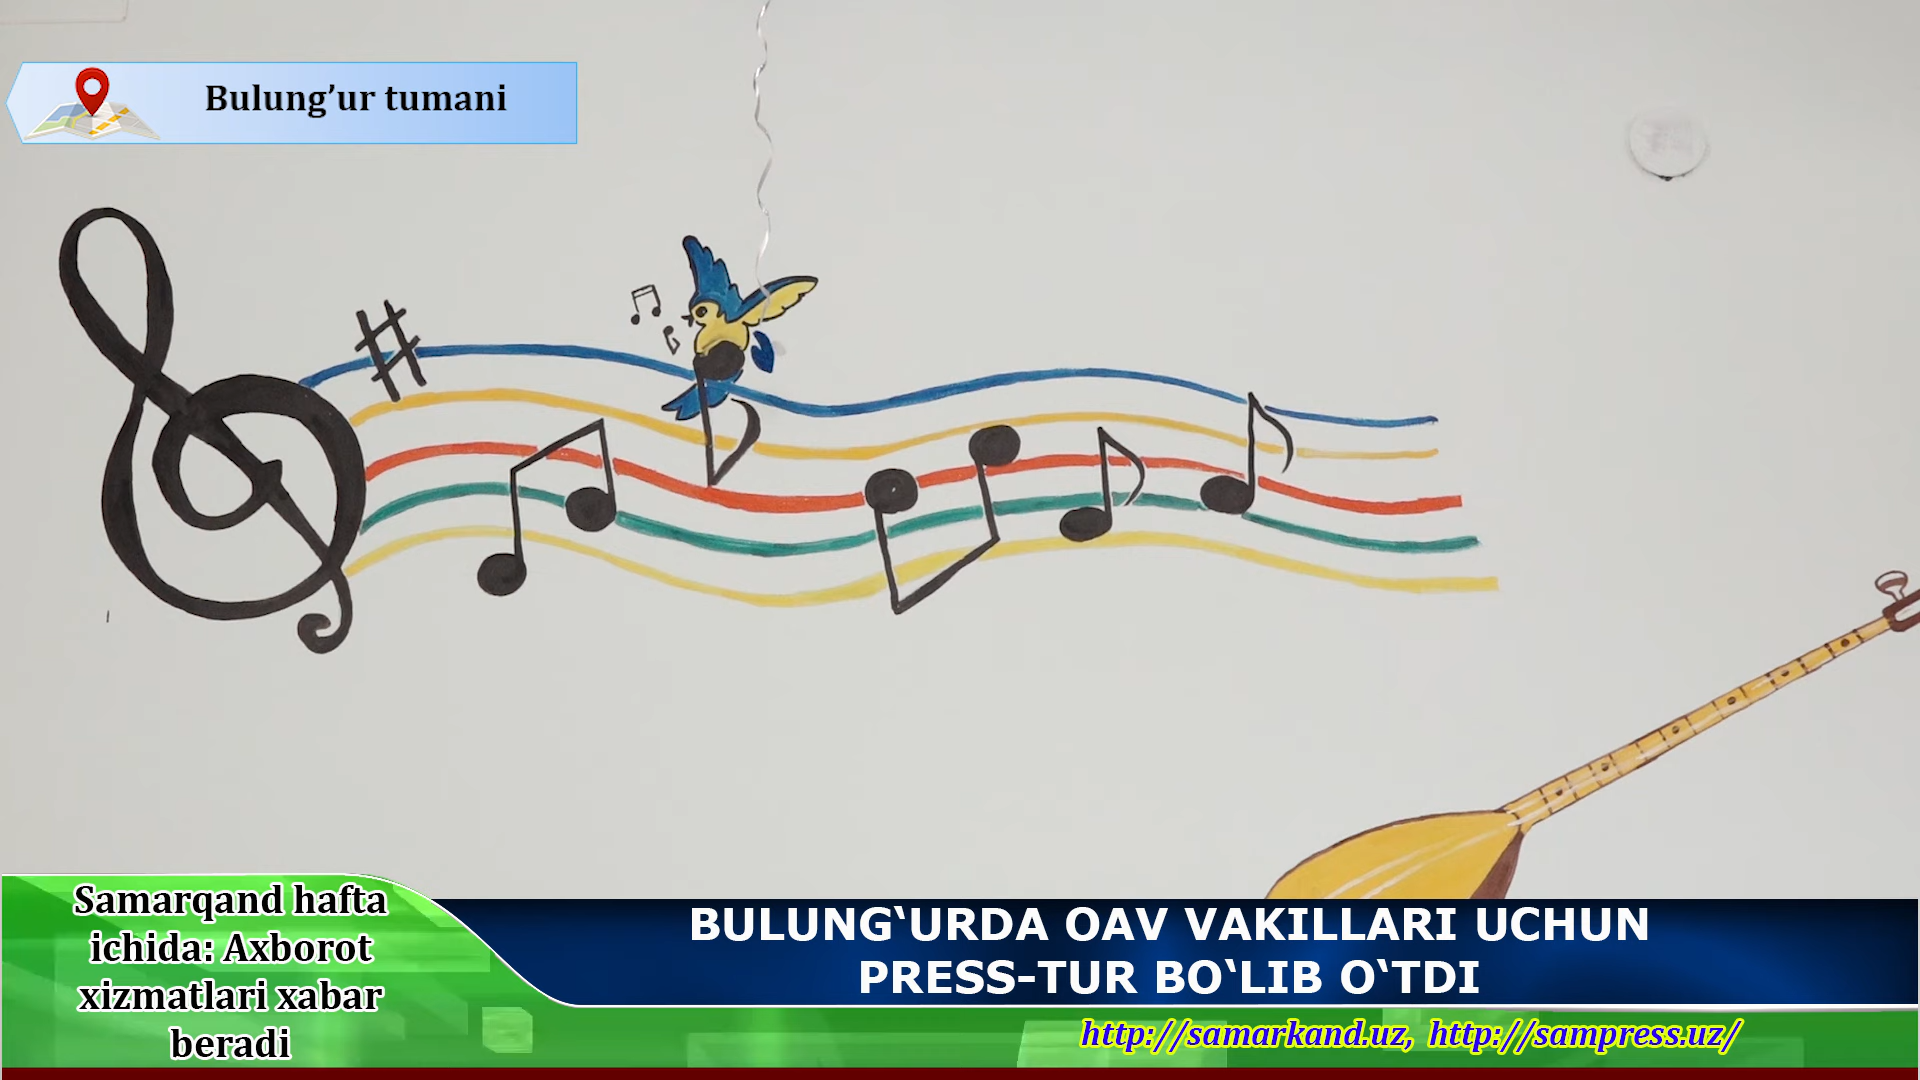 Bulung’ur tumani
Samarqand hafta
ichida: Axborot
xizmatlari xabar
beradi
BULUNG‘URDA OAV VAKILLARI UCHUN
PRESS-TUR BO‘LIB O‘TDI
http://samarkand.uz, http://sampress.uz/